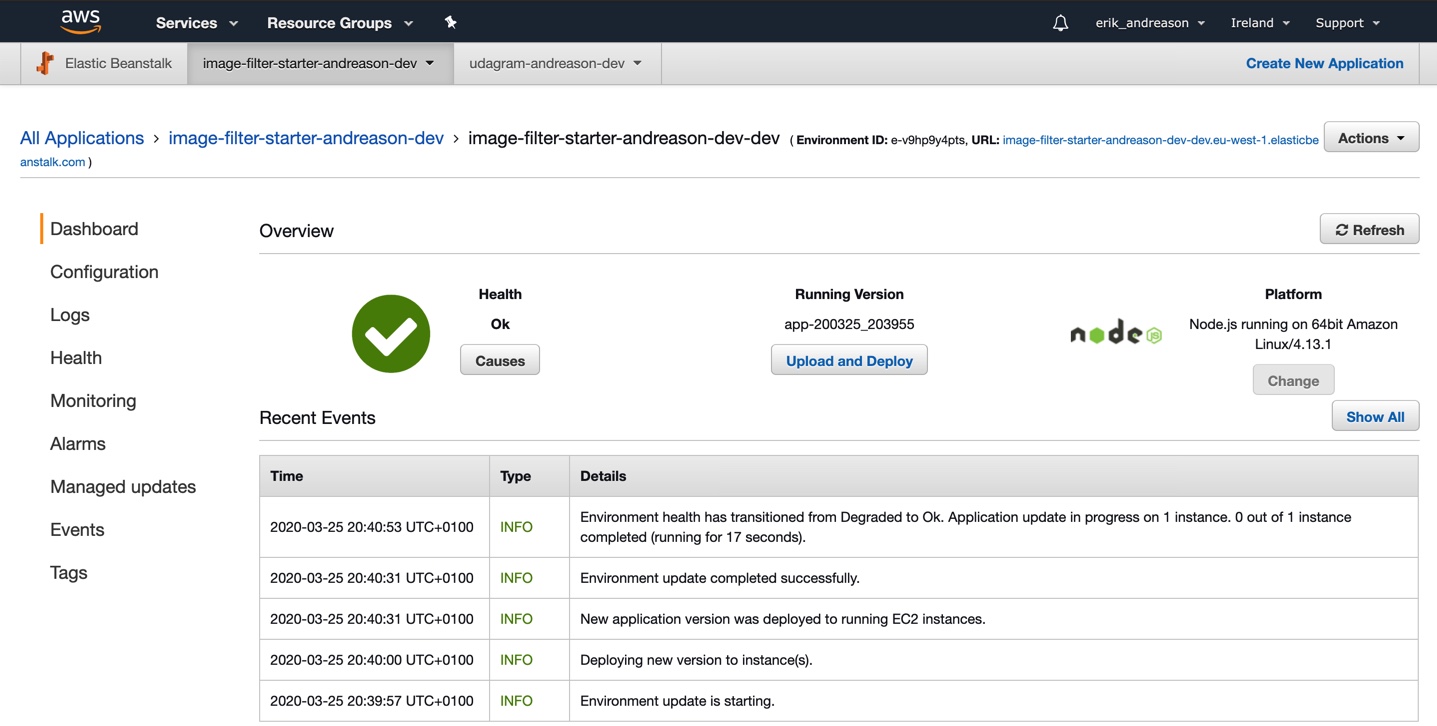 aws Services Resource Groups erik_andreason Ireland Support
Elastic Beanstalk image-filter-starter-andreason-dev udagram-andreason-dev Create New Application
All Applications › image-filter-starter-andreason-dev › image-filter-starter-andreason-dev-dev ( Environment ID: e-v9hp9y4pts, URL: image-filter-starter-andreason-dev-dev.eu-west-1.elasticbe
anstalk.com )
Actions
Dashboard
Configuration
Logs
Health
Monitoring
Alarms
Managed updates
Events
Tags
Overview
Refresh
Health
Ok
Causes
Running Version
app-200325_203955
Upload and Deploy
node JS
Platform
Node.js running on 64bit Amazon
Linux/4.13.1
Change
Recent Events
Show All
Time Type Details
2020-03-25 20:40:53 UTC+0100 INFO Environment health has transitioned from Degraded to Ok. Application update in progress on 1 instance. 0 out of 1 instance
completed (running for 17 seconds).
2020-03-25 20:40:31 UTC+0100 INFO Environment update completed successfully.
2020-03-25 20:40:31 UTC+0100 INFO New application version was deployed to running EC2 instances.
2020-03-25 20:40:00 UTC+0100 INFO Deploying new version to instance(s).
2020-03-25 20:39:57 UTC+0100 INFO Environment update is starting.